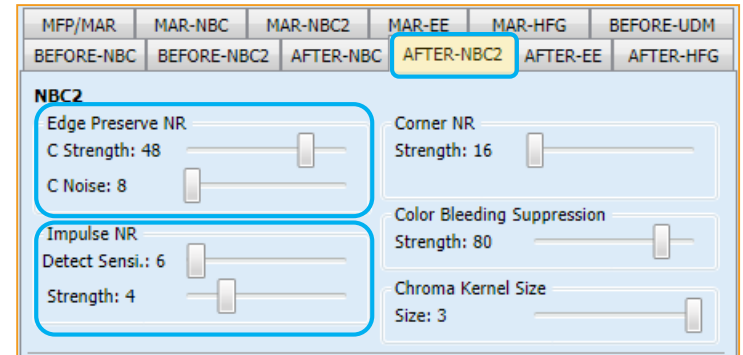 MFP/MAR MAR-NBC MAR-NBC2 MAR-EE MAR-HFG BEFORE-UDM
BEFORE-NBC BEFORE-NBC2 AFTER-NBC AFTER-NBC2 AFTER-EE AFTER-HFG
NBC2
Edge Preserve NR
C Strength: 48
C Noise: 8
Impulse NR
Detect Sensi.: 6
Strength: 4
Corner NR
Strength: 16
Color Bleeding Suppression
Strength: 80
Chroma Kernel Size
Size: 3